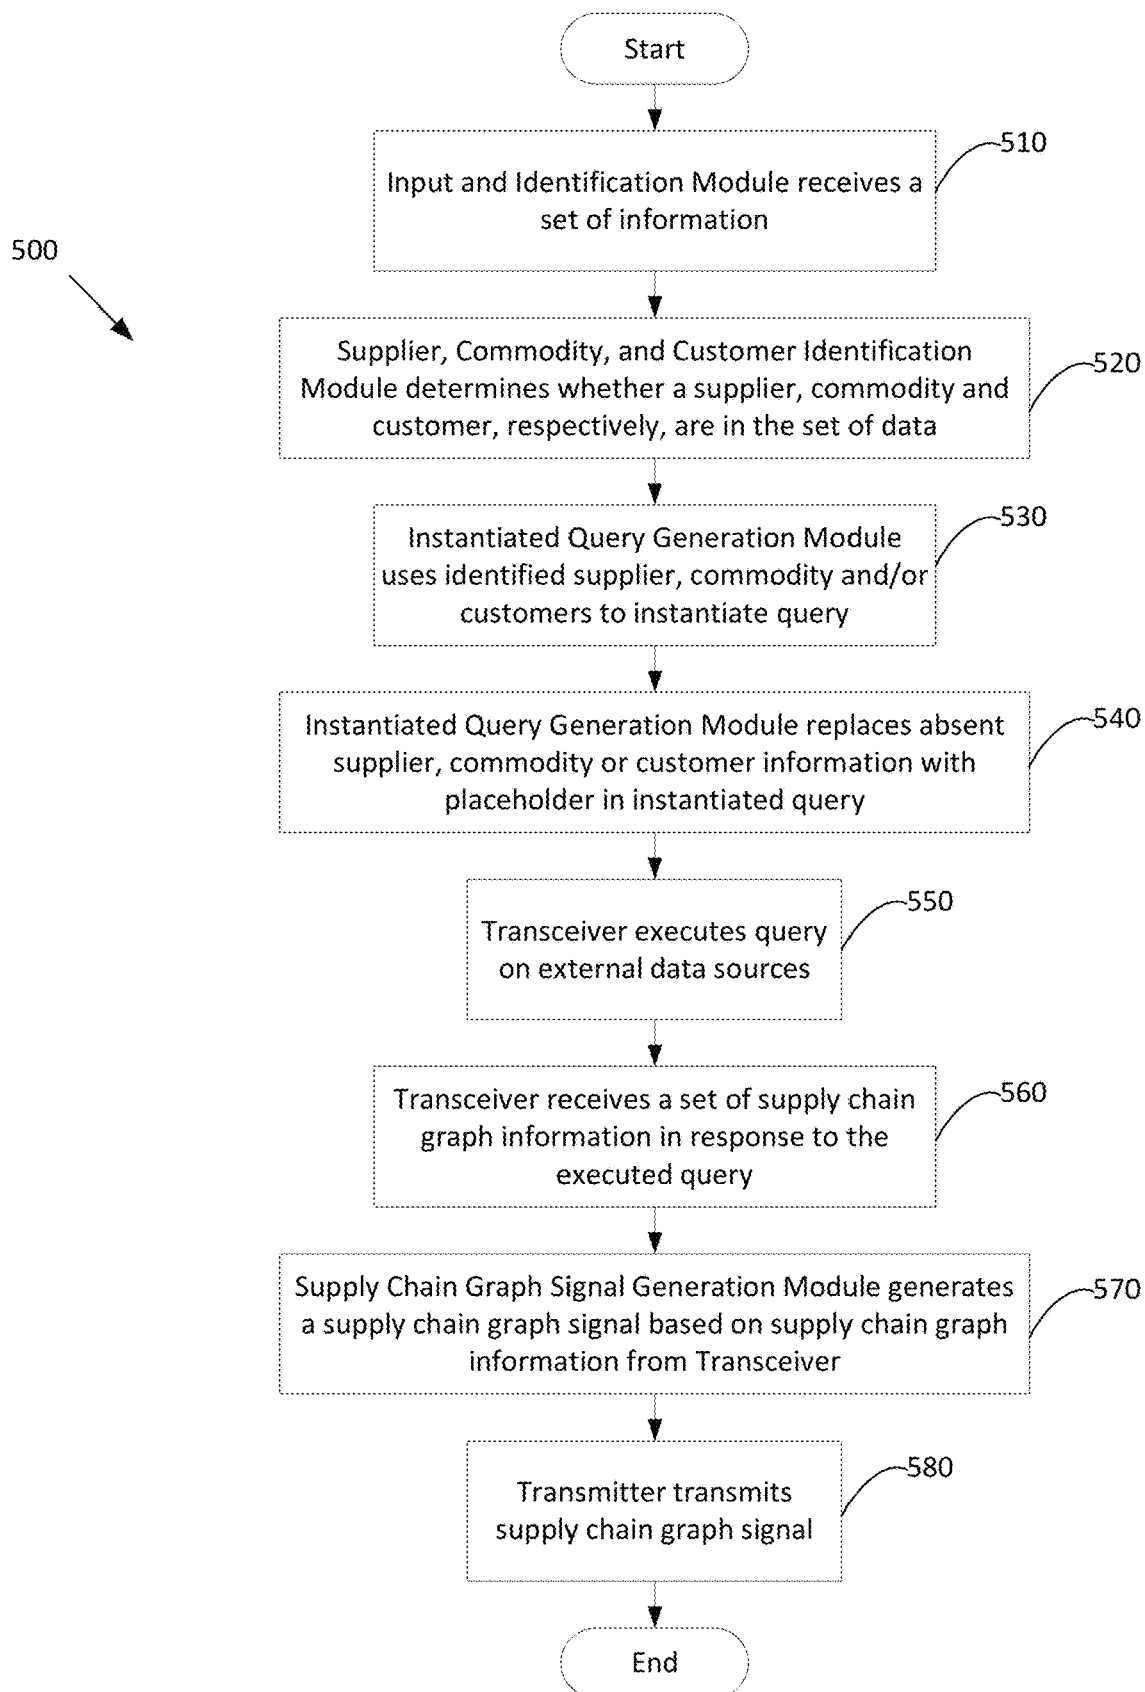 Start
510
Input and Identification Module receives a
set of information
500
Supplier, Commodity, and Customer Identification
Module determines whether a supplier, commodity and
customer, respectively, are in the set of data
520
530
Instantiated Query Generation Module
uses identified supplier, commodity and/or
customers to instantiate query
Instantiated Query Generation Module replaces absent
supplier, commodity or customer information with
placeholder in instantiated query
540
550
Transceiver executes query
on external data sources
560
Transceiver receives a set of supply chain
graph information in response to the
executed query
Supply Chain Graph Signal Generation Module generates
a supply chain graph signal based on supply chain graph
information from Transceiver
570
580
Transmitter transmits
supply chain graph signal
End